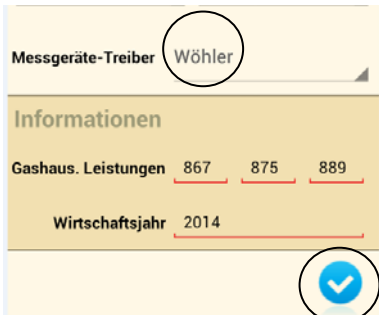 Messgeräte-Treiber Wöhler
Informationen
Gashaus. Leistungen 867 875 889
Wirtschaftsjahr 2014